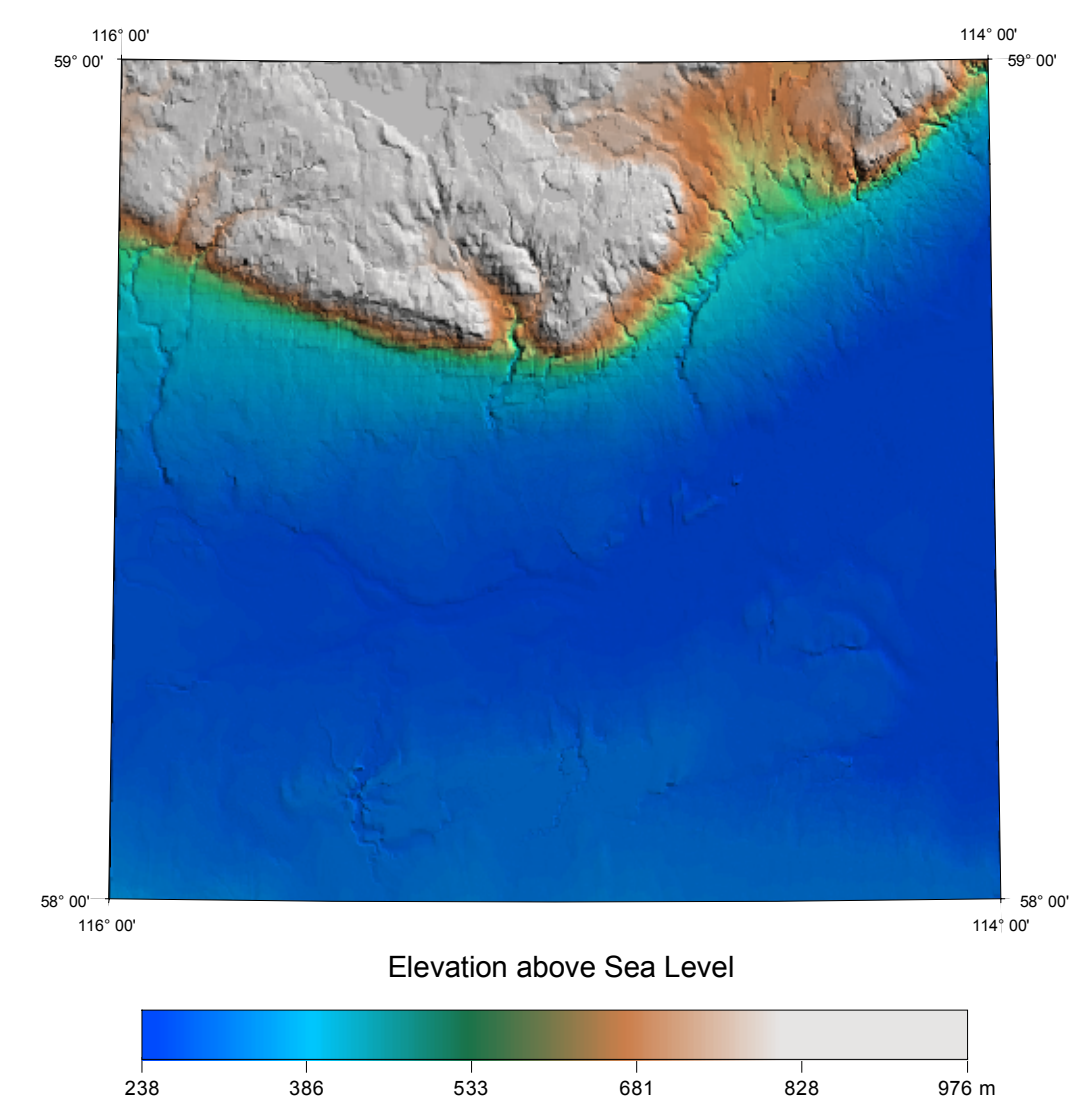 116° 00' 114° 00'
59° 00' 59° 00'
58° 00' 58° 00'
116° 00' 114° 00'
Elevation above Sea Level
238 386 533 681 828 976 m